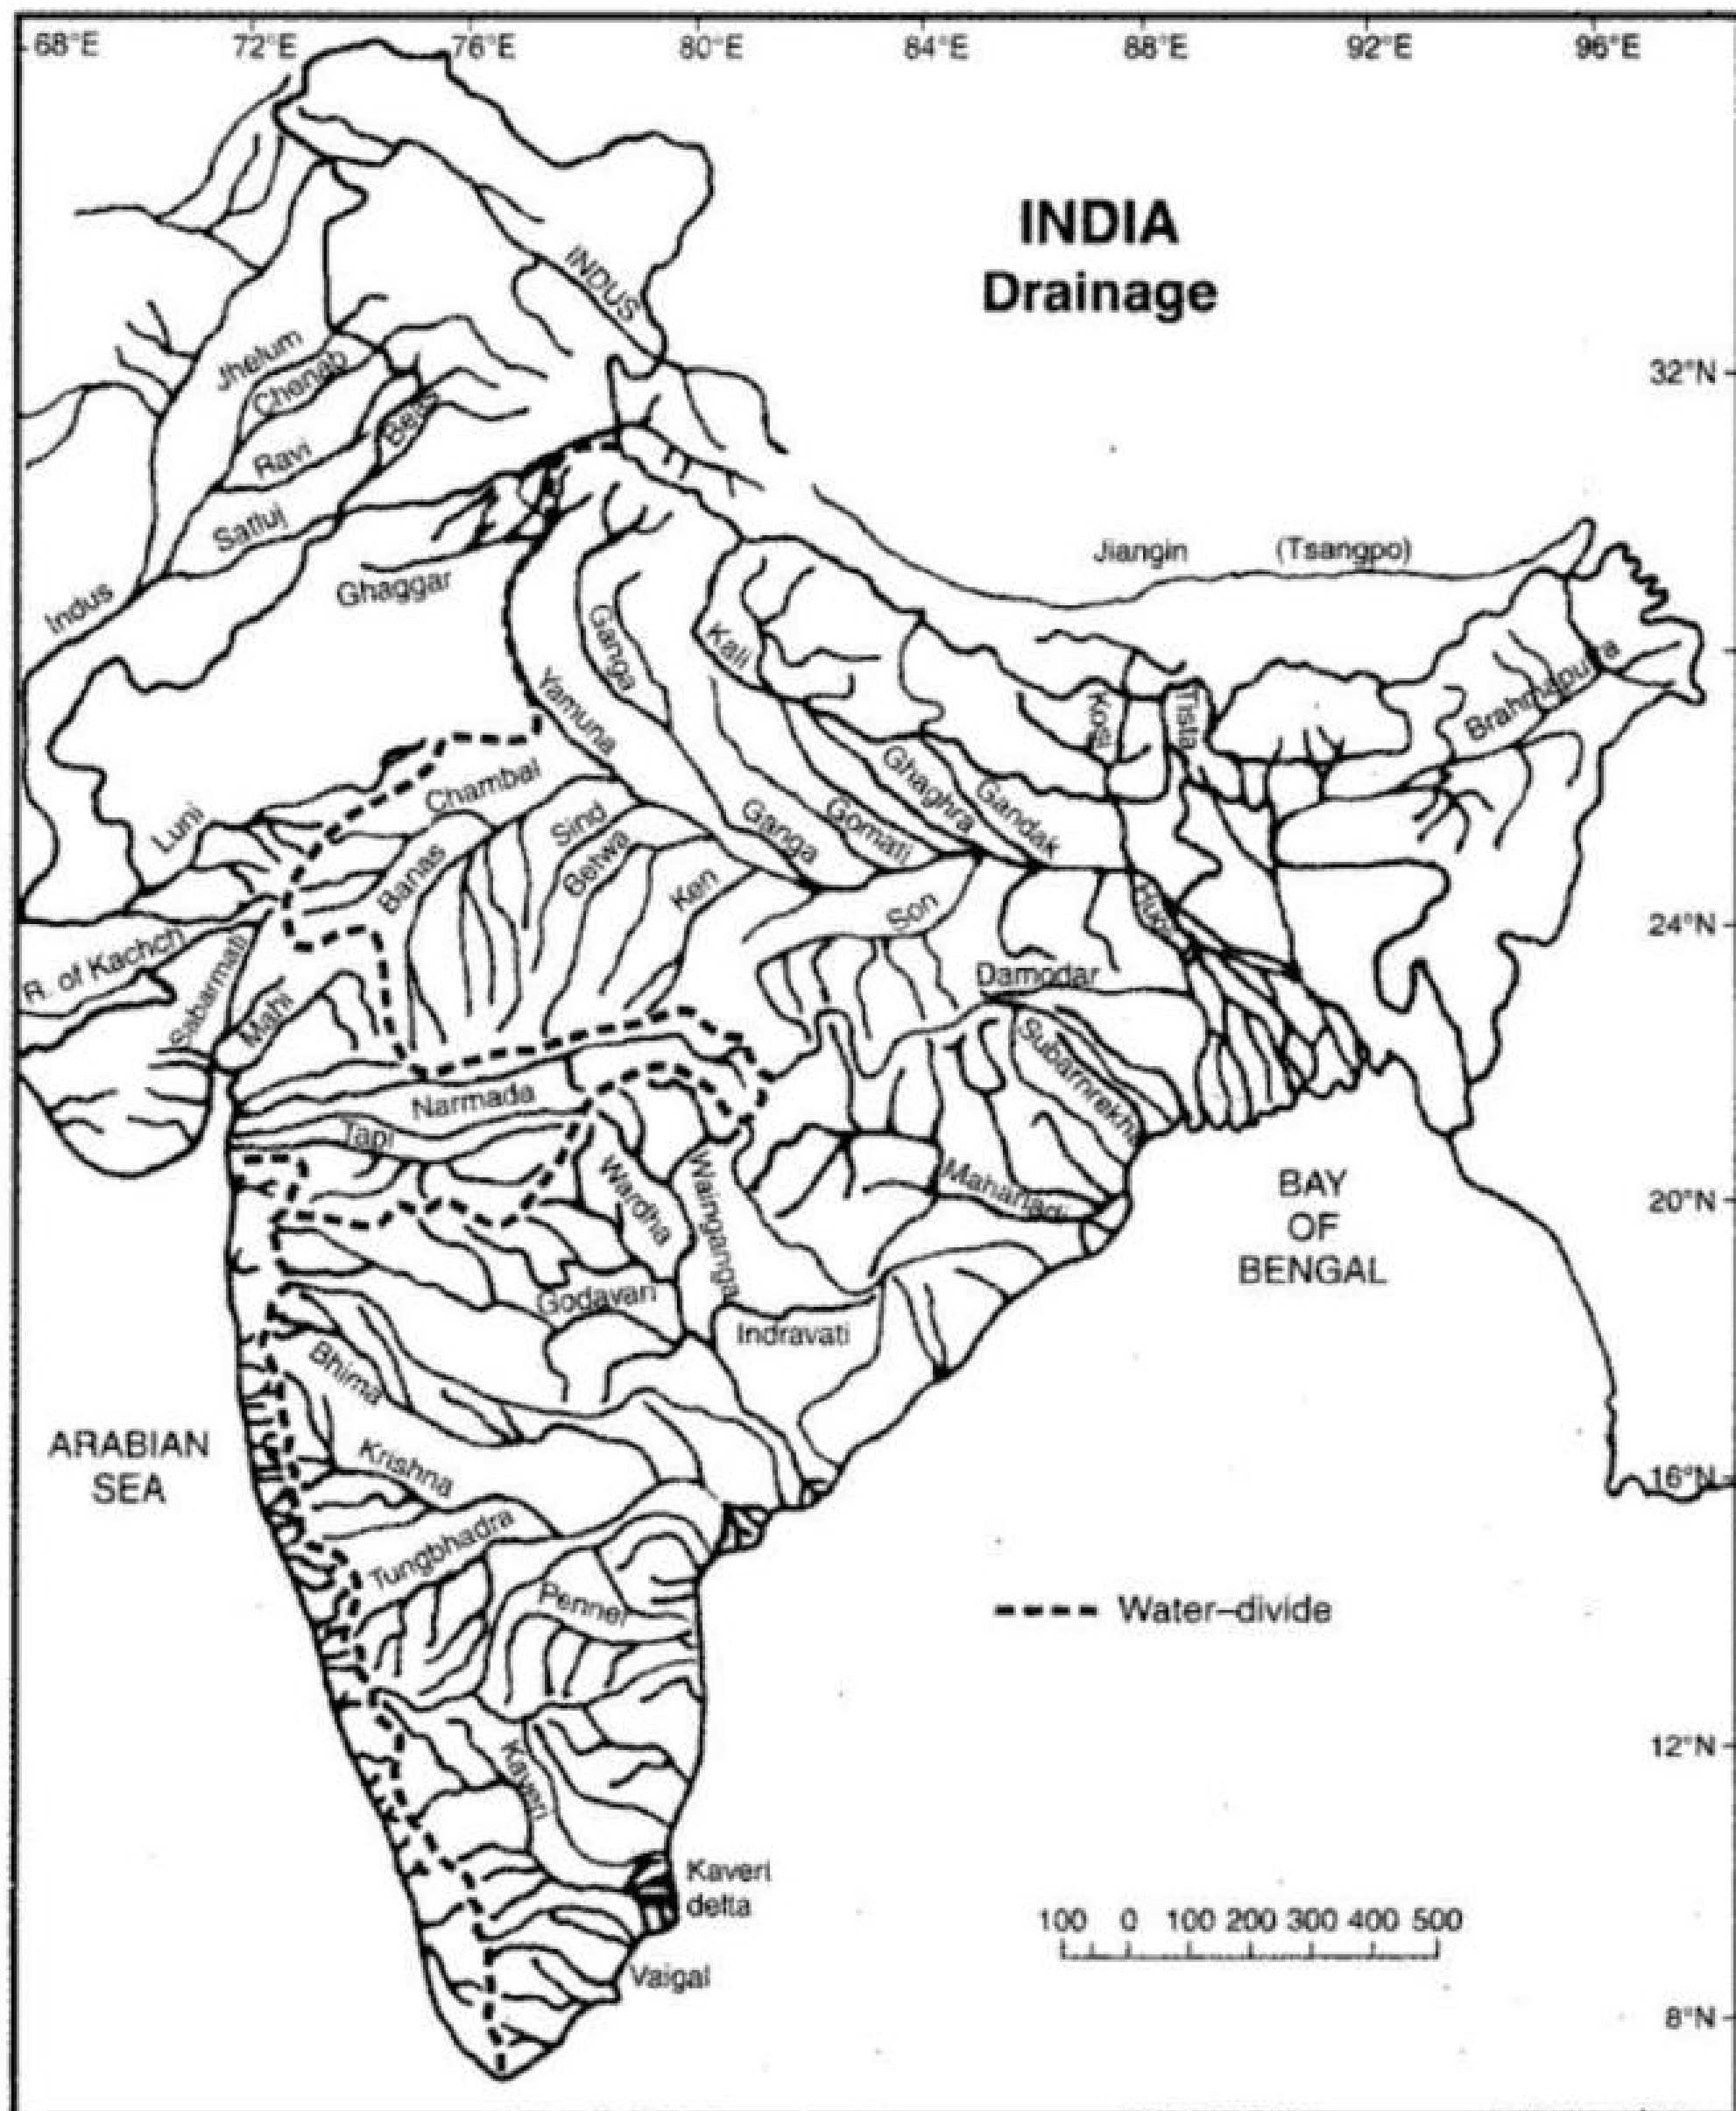 68°E 72°E 76°E 80°E 84°E 88°E 92°E 96°E
INDIA
Drainage
INDUS
32°N
Jhelum
Chenab
Beas
Ravi
Satluj
Jiangin (Tsangpo)
Ghaggar
Indus
Ganga
Kali
Yamuna
Kosi
Tista
Brahmaputra
Chambal
Ghaghra
Gandak
Luni
Sind
Betwa
Ganga
Gomati
Banas
Ken
Son
Hugli
24°N
R. of Kachch
Sabarmati
Mahi
Damodar
Subarnrekha
Narmada
Tapi
Wardha
Wainganga
Mahanadi
BAY
OF
BENGAL
20°N
Godavari
Indravati
Bhima
ARABIAN
SEA
Krishna
16°N
Tungbhadra
Penner
Water-divide
12°N
Kaveri
Kaveri
delta
100 0 100 200 300 400 500
Vaigal
8°N